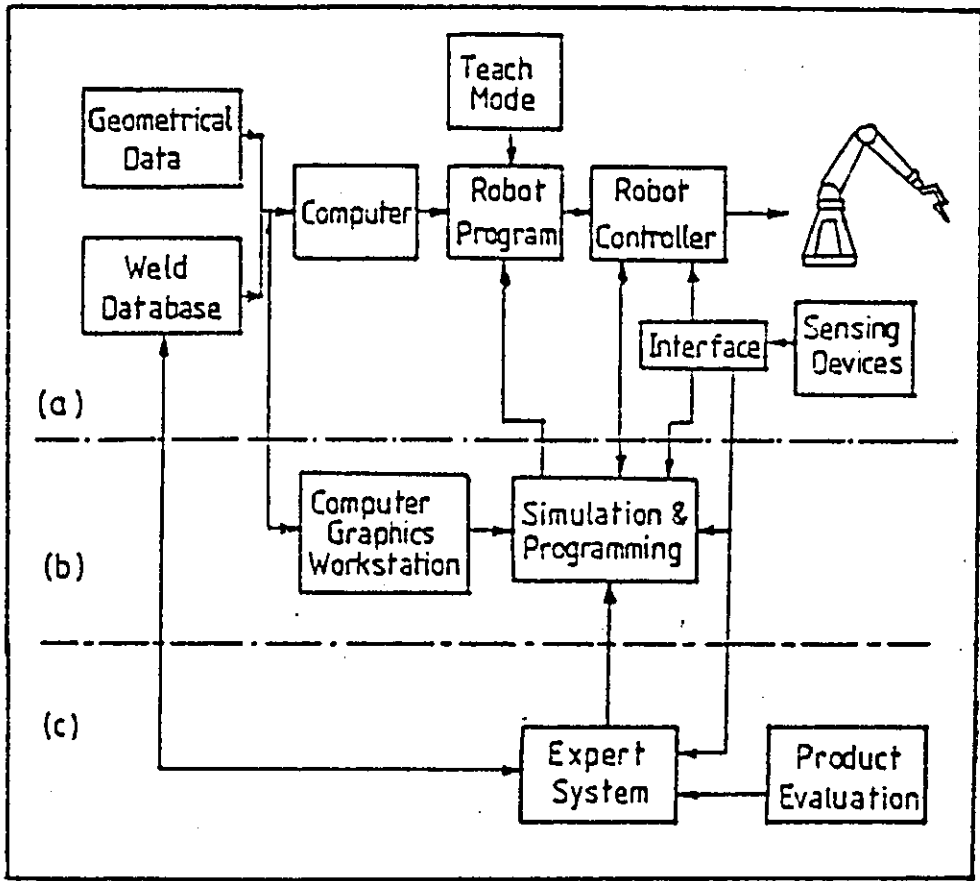 Teach
Mode
Geometrical
Data
Computer
Robot
Program
Robot
Controller
Weld
Database
Interface
Sensing
Devices
(a)
Computer
Graphics
Workstation
Simulation &
Programming
(b)
(c)
Expert
System
Product
Evaluation